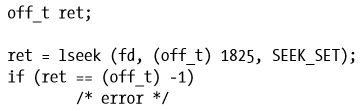 off_t ret;
ret = lseek (fd, (off_t) 1825, SEEK_SET);
if (ret == (off_t) -1)
/* error */